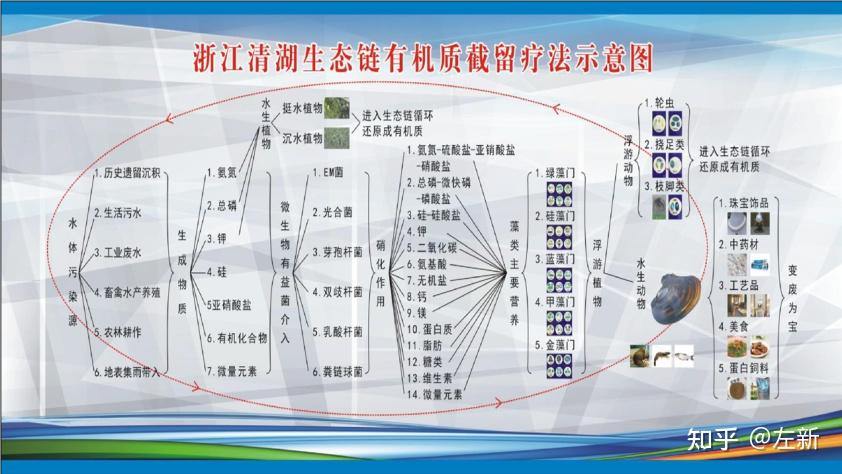 浙江清湖生态链有机质截留疗法示意图
水体污染源
1.历史遗留沉积
2.生活污水
3.工业废水
4.畜禽水产养殖
5.农林耕作
6.地表集雨带入
生成物质
1.氨氮
2.总磷
3.钾
4.硅
5亚硝酸盐
6.有机化合物
7.微量元素
水生植物
挺水植物
沉水植物
进入生态链循环
还原成有机质
微生物有益菌介入
1.EM菌
2.光合菌
3.芽孢杆菌
4.双歧杆菌
5.乳酸杆菌
6.粪链球菌
硝化作用
1.氨氮-硫酸盐-亚销酸盐
-硝酸盐
2.总磷-微快磷
-磷酸盐
3.硅-硅酸盐
4.钾
5.二氧化碳
6.氨基酸
7.无机盐
8.钙
9.镁
10.蛋白质
11.脂肪
12.糖类
13.维生素
14.微量元素
藻类主要营养
1.绿藻门
2.硅藻门
3.蓝藻门
4.甲藻门
5.金藻门
浮游植物
浮游动物
1.轮虫
2.挠足类
3.枝脚类
进入生态链循环
还原成有机质
水生动物
1.珠宝饰品
2.中药材
3.工艺品
4.美食
5.蛋白饲料
变废为宝
知乎 @左新